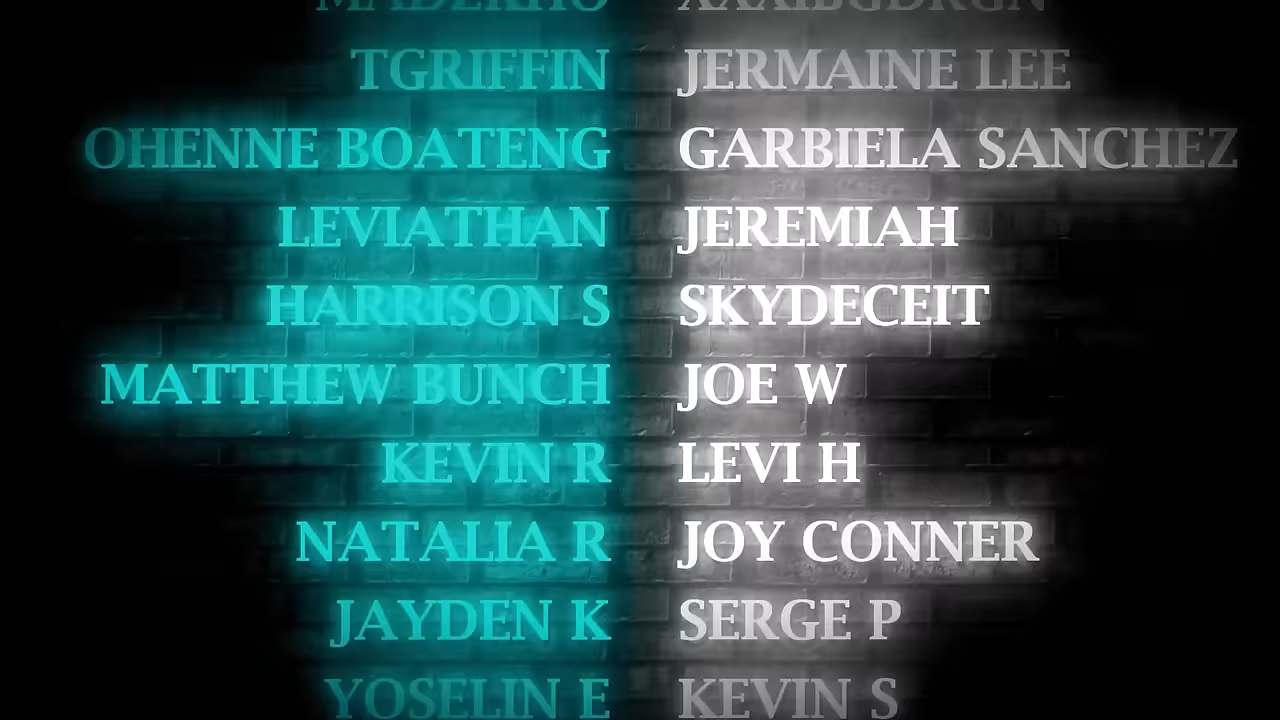 TGRIFFIN JERMAINE LEE
OHENNE BOATENG GARBIELA SANCHEZ
LEVIATHAN JEREMIAH
HARRISON S SKYDECEIT
MATTHEW BUNCH JOE W
KEVIN R LEVI H
NATALIA R JOY CONNER
JAYDEN K SERGE P
YOSELIN E KEVIN S